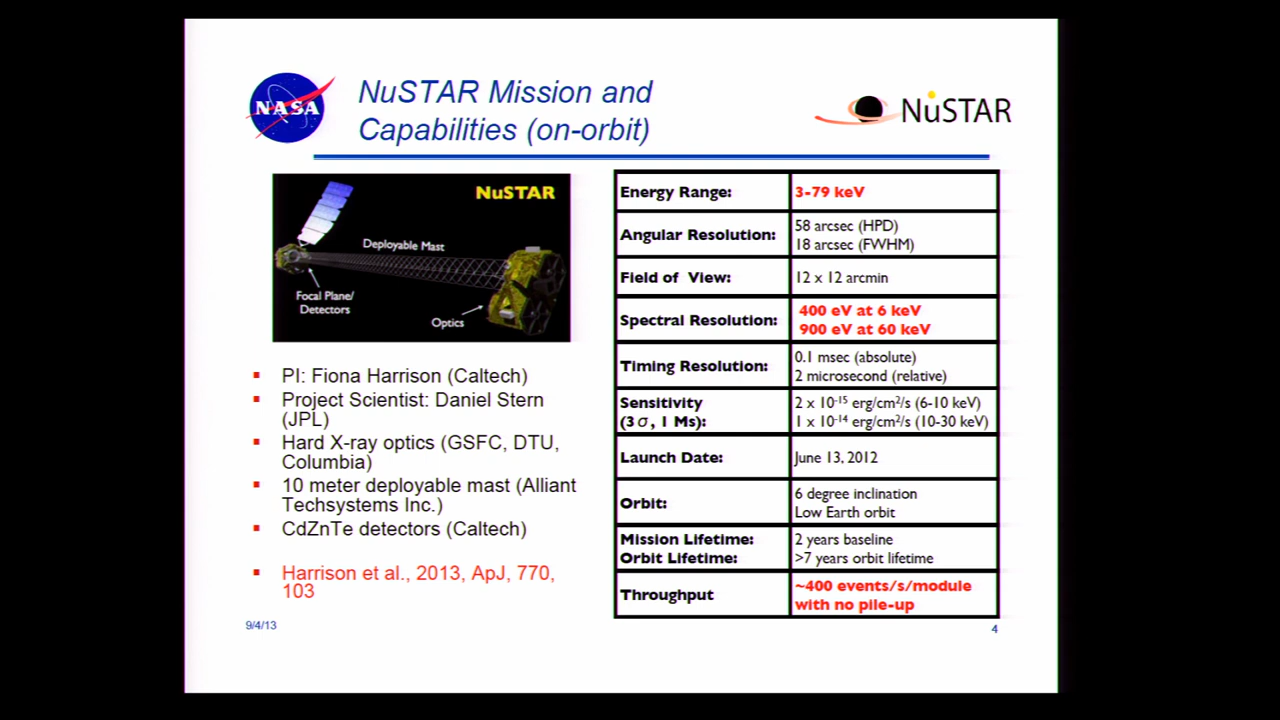 NASA
NuSTAR Mission and
Capabilities (on-orbit)
NuSTAR
NuSTAR
Deployable Mast
Focal Plane/
Detectors
Optics
PI: Fiona Harrison (Caltech)
Project Scientist: Daniel Stern
(JPL)
Hard X-ray optics (GSFC, DTU,
Columbia)
10 meter deployable mast (Alliant
Techsystems Inc.)
CdZnTe detectors (Caltech)
Harrison et al., 2013, ApJ, 770,
103
Energy Range: 3-79 keV
Angular Resolution: 58 arcsec (HPD)
18 arcsec (FWHM)
Field of View: 12 x 12 arcmin
Spectral Resolution: 400 eV at 6 keV
900 eV at 60 keV
Timing Resolution: 0.1 msec (absolute)
2 microsecond (relative)
Sensitivity 2 x 10⁻¹⁵ erg/cm²/s (6-10 keV)
(3σ, 1 Ms): 1 x 10⁻¹⁴ erg/cm²/s (10-30 keV)
Launch Date: June 13, 2012
Orbit: 6 degree inclination
Low Earth orbit
Mission Lifetime: 2 years baseline
Orbit Lifetime: >7 years orbit lifetime
Throughput ~400 events/s/module
with no pile-up
9/4/13
4